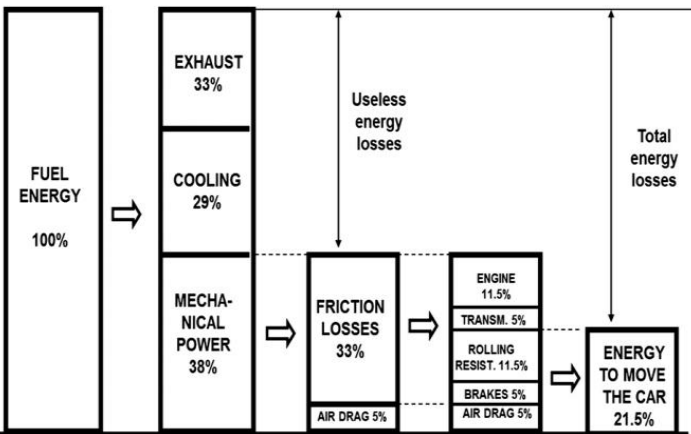 FUEL
ENERGY
100%
EXHAUST
33%
COOLING
29%
MECHA-
NICAL
POWER
38%
Useless
energy
losses
FRICTION
LOSSES
33%
AIR DRAG 5%
ENGINE
11.5%
TRANSM. 5%
ROLLING
RESIST. 11.5%
BRAKES 5%
AIR DRAG 5%
Total
energy
losses
ENERGY
TO MOVE
THE CAR
21.5%